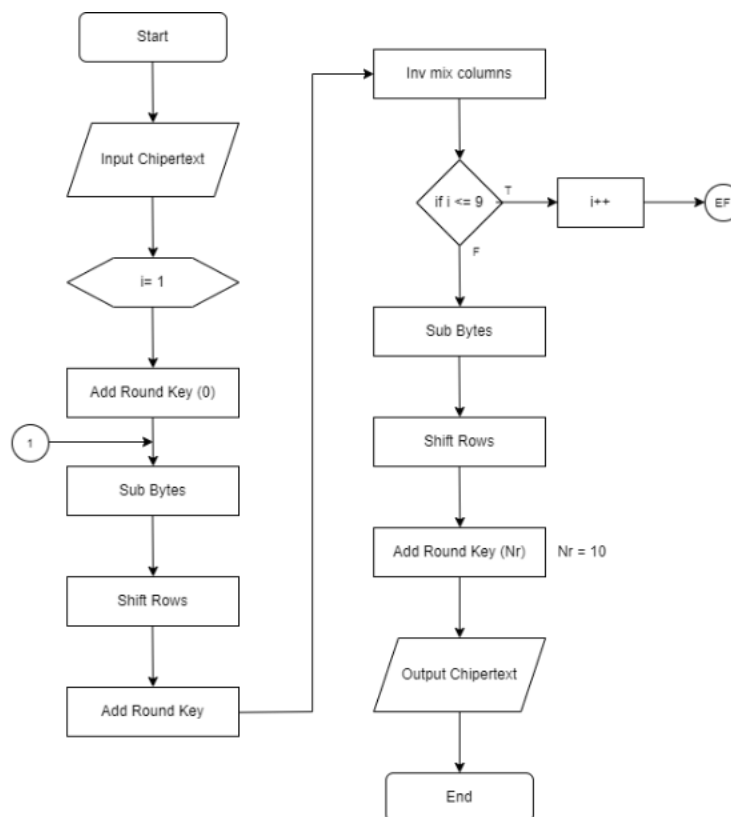 Start
Input Chipertext
i= 1
Add Round Key (0)
1
Sub Bytes
Shift Rows
Add Round Key
Inv mix columns
if i <= 9
T
i++
EF
F
Sub Bytes
Shift Rows
Add Round Key (Nr)
Nr = 10
Output Chipertext
End